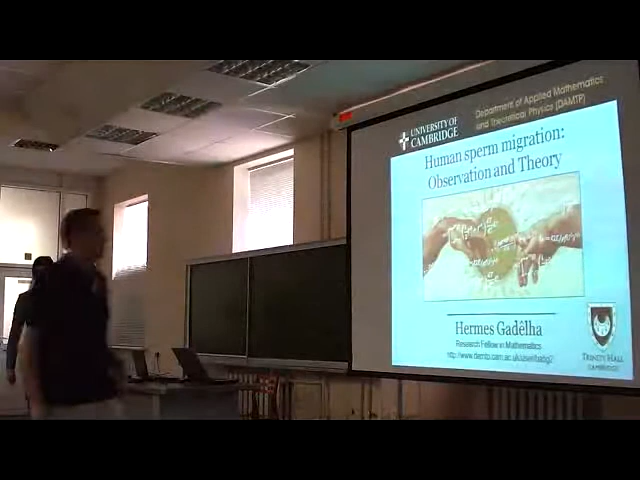 UNIVERSITY OF
CAMBRIDGE
Department of Applied Mathematics
and Theoretical Physics (DAMTP)
Human sperm migration:
Observation and Theory
Hermes Gadêlha
Research Fellow in Mathematics
TRINITY HALL
CAMBRIDGE